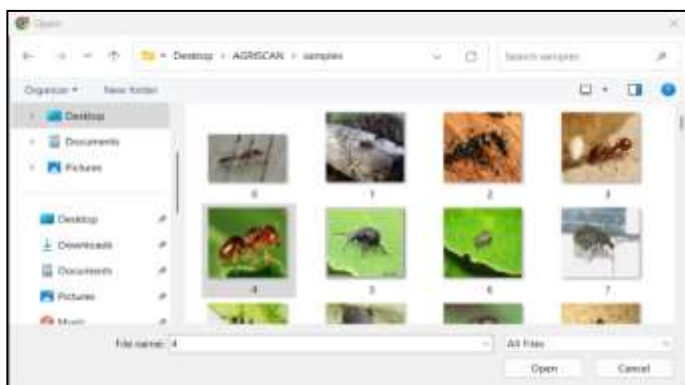 Open
Desktop > AGRISCAN > samples
Search samples
Organize New folder
Desktop
Documents
Pictures
Desktop
Downloads
Documents
Pictures
Music
0 1 2 3
4 5 6 7
File name: 4
All Files
Open Cancel